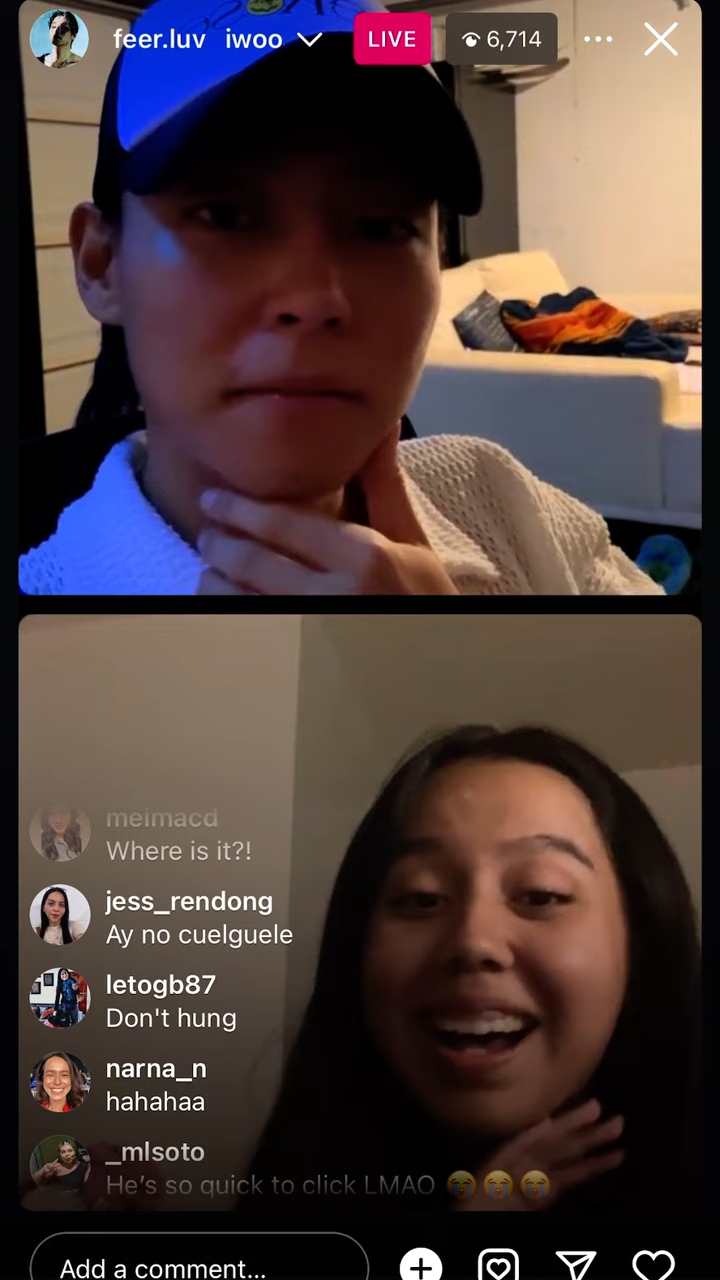 feer.luv iwoo LIVE 6,714
meimacd
Where is it?!
jess_rendong
Ay no cuelguele
letogb87
Don't hung
narna_n
hahahaa
_mlsoto
He's so quick to click LMAO 😭😭😭
Add a comment...